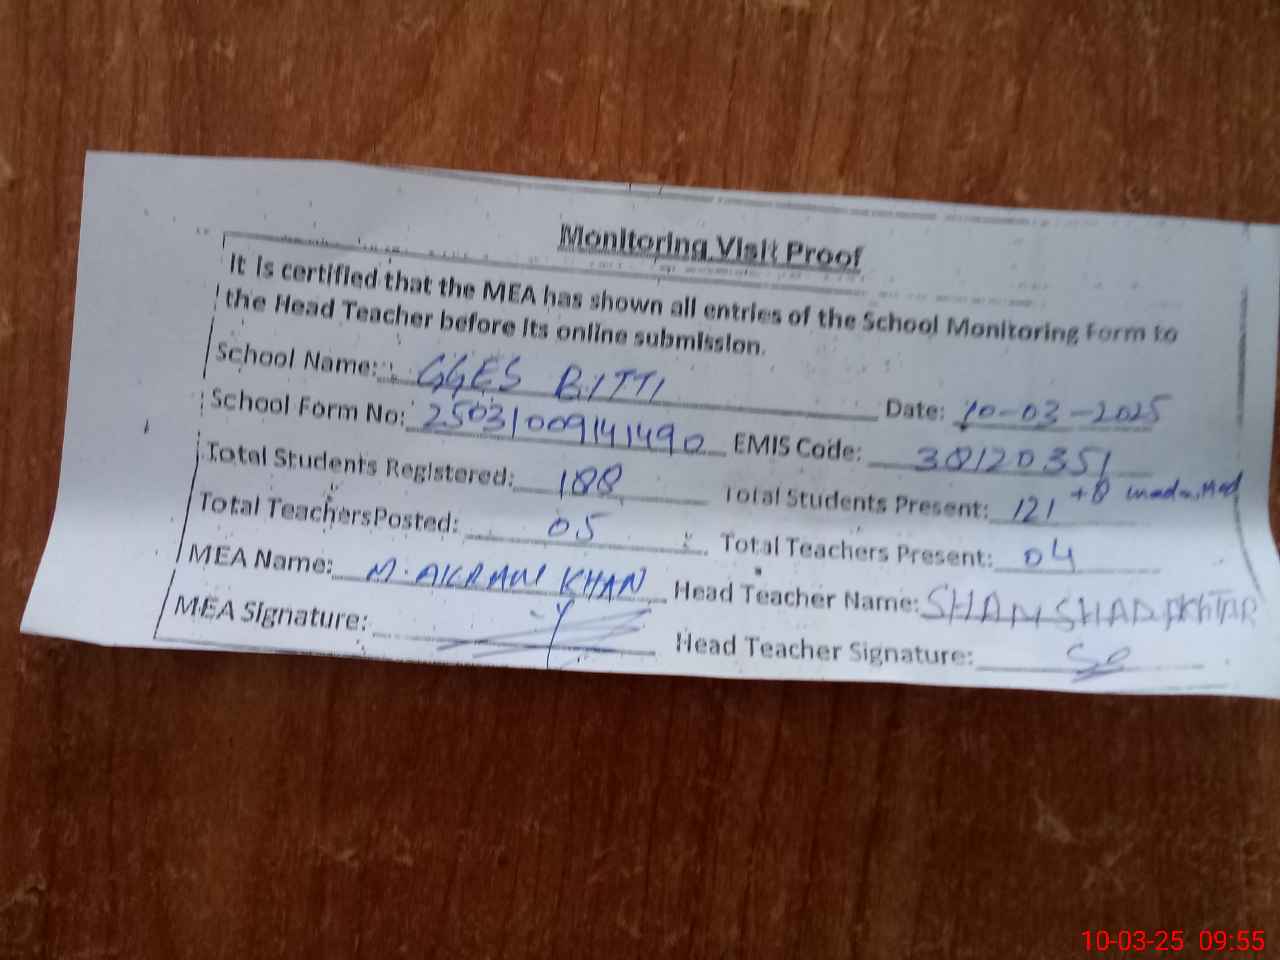 Monitoring Visit Proof
It is certified that the MEA has shown all entries of the School Monitoring Form to
the Head Teacher before its online submission.
School Name: GGES BITTI Date: 10-03-2025
School Form No: 25031009141490 EMIS Code: 38120351
Total Students Registered: 188 Total Students Present: 121 +8
Total TeachersPosted: 05 Total Teachers Present: 04
MEA Name: M. AKRAM KHAN Head Teacher Name: SHAMSHAD AKHTAR
MEA Signature: Head Teacher Signature:
10-03-25 09:55